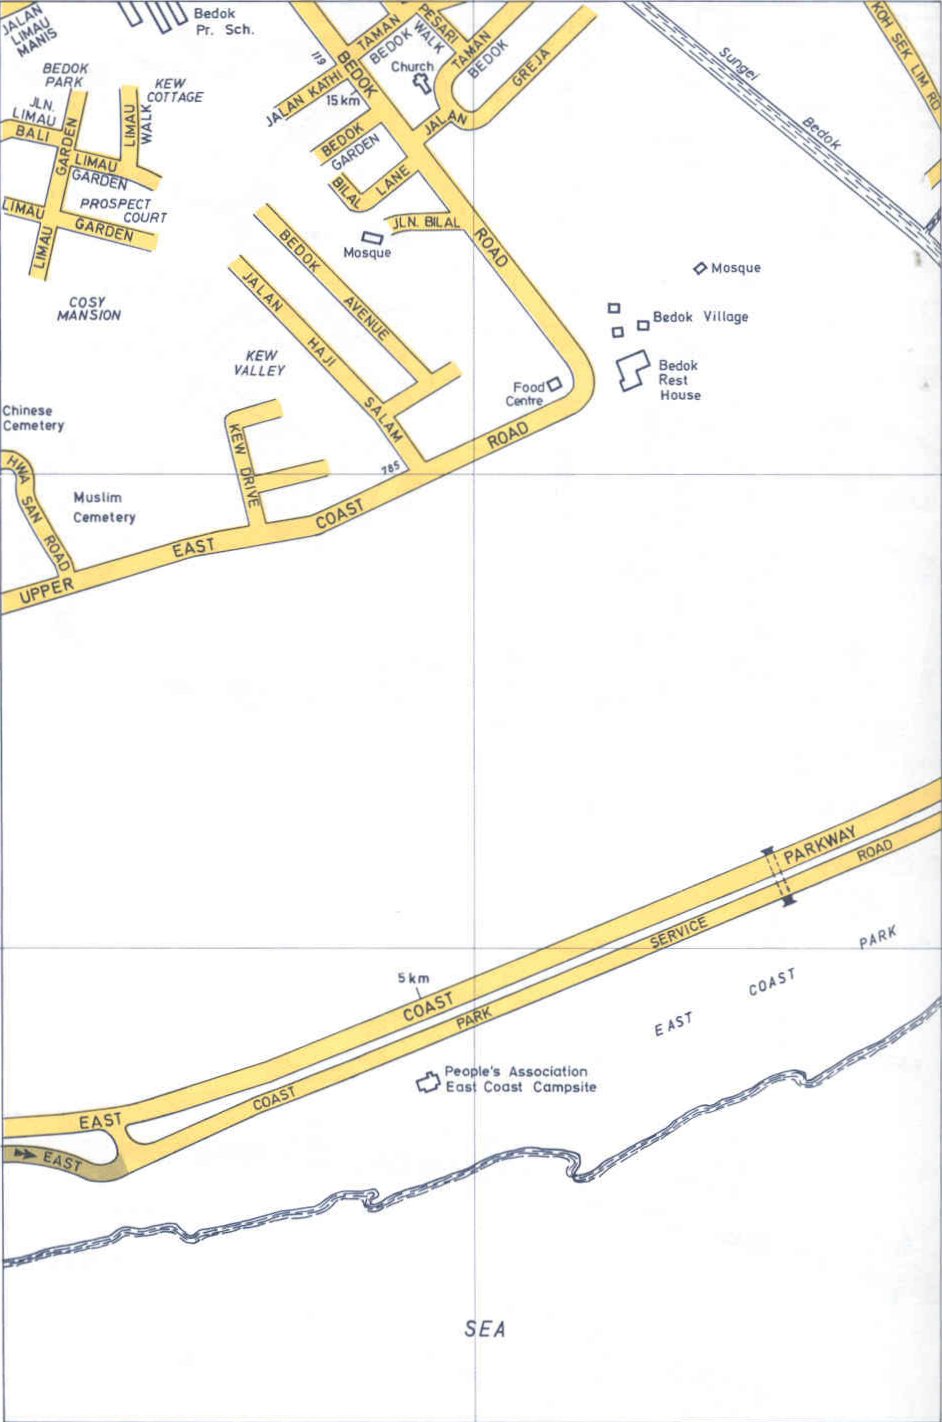 JALAN
LIMAU
MANIS
Bedok
Pr. Sch.
119
BEDOK
TAMAN
BEDOK
PESARI
WALK
TAMAN
BEDOK
GREJA
JALAN
Church
JALAN KATHI
15 km
Sungei
Bedok
KOH SEK LIM RD
BEDOK
PARK
KEW
COTTAGE
JLN.
LIMAU
BALI
GARDEN
LIMAU
WALK
LIMAU
GARDEN
PROSPECT
COURT
LIMAU
GARDEN
LIMAU
BEDOK
GARDEN
BILAL
LANE
JLN. BILAL
ROAD
Mosque
Mosque
BEDOK
AVENUE
JALAN
HAJI
SALAM
COSY
MANSION
KEW
VALLEY
Bedok Village
Bedok
Rest
House
Food
Centre
Chinese
Cemetery
KEW DRIVE
785
ROAD
HWA SAN ROAD
Muslim
Cemetery
UPPER
EAST
COAST
PARKWAY
ROAD
SERVICE
PARK
COAST
EAST
5 km
COAST
PARK
People's Association
East Coast Campsite
COAST
EAST
EAST
SEA